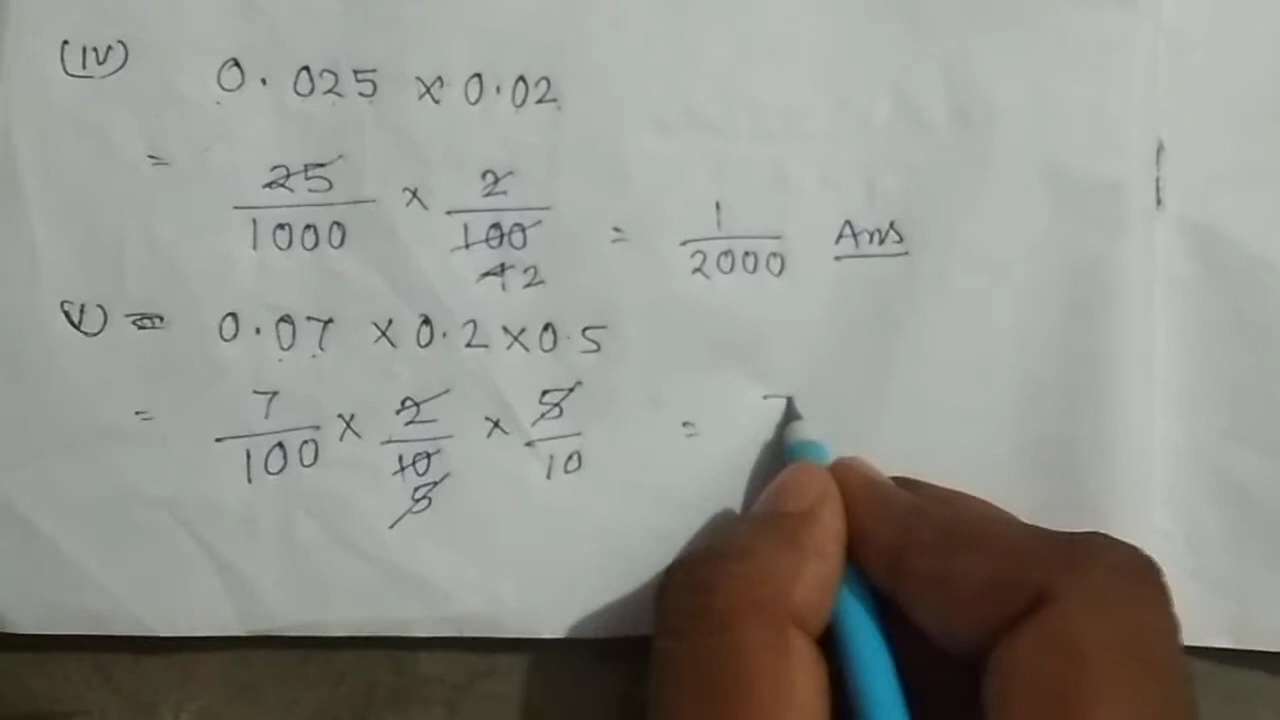 (IV) 0.025 × 0.02
= 25/1000 × 2/100 = 1/2000 Ans
42
(V) = 0.07 × 0.2 × 0.5
= 7/100 × 2/10 × 5/10 =
5